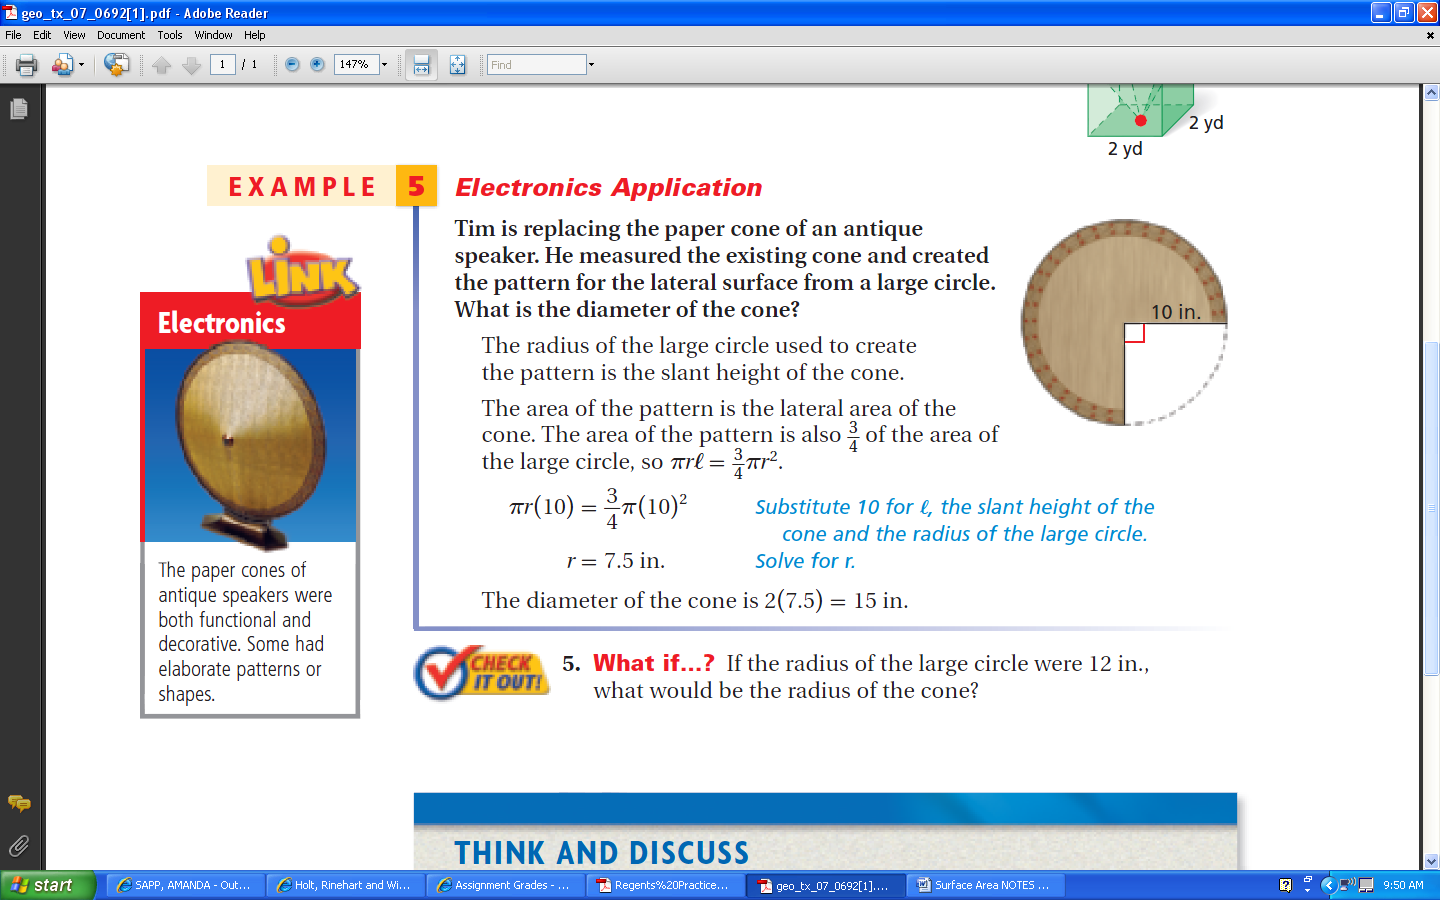 geo_tx_07_0692[1].pdf - Adobe Reader
File Edit View Document Tools Window Help
1 / 1 147% Find
2 yd
2 yd
EXAMPLE 5 Electronics Application
Tim is replacing the paper cone of an antique
speaker. He measured the existing cone and created
the pattern for the lateral surface from a large circle.
What is the diameter of the cone?
10 in.
The radius of the large circle used to create
the pattern is the slant height of the cone.
The area of the pattern is the lateral area of the
cone. The area of the pattern is also 3/4 of the area of
the large circle, so πrℓ = 3/4πr².
πr(10) = 3/4π(10)² Substitute 10 for ℓ, the slant height of the
cone and the radius of the large circle.
r = 7.5 in. Solve for r.
The diameter of the cone is 2(7.5) = 15 in.
LINK
Electronics
The paper cones of
antique speakers were
both functional and
decorative. Some had
elaborate patterns or
shapes.
CHECK
IT OUT!
5. What if...? If the radius of the large circle were 12 in.,
what would be the radius of the cone?
THINK AND DISCUSS
start SAPP, AMANDA - Out... Holt, Rinehart and Wi... Assignment Grades - ... Regents%20Practice... geo_tx_07_0692[1].... Surface Area NOTES ... 9:50 AM